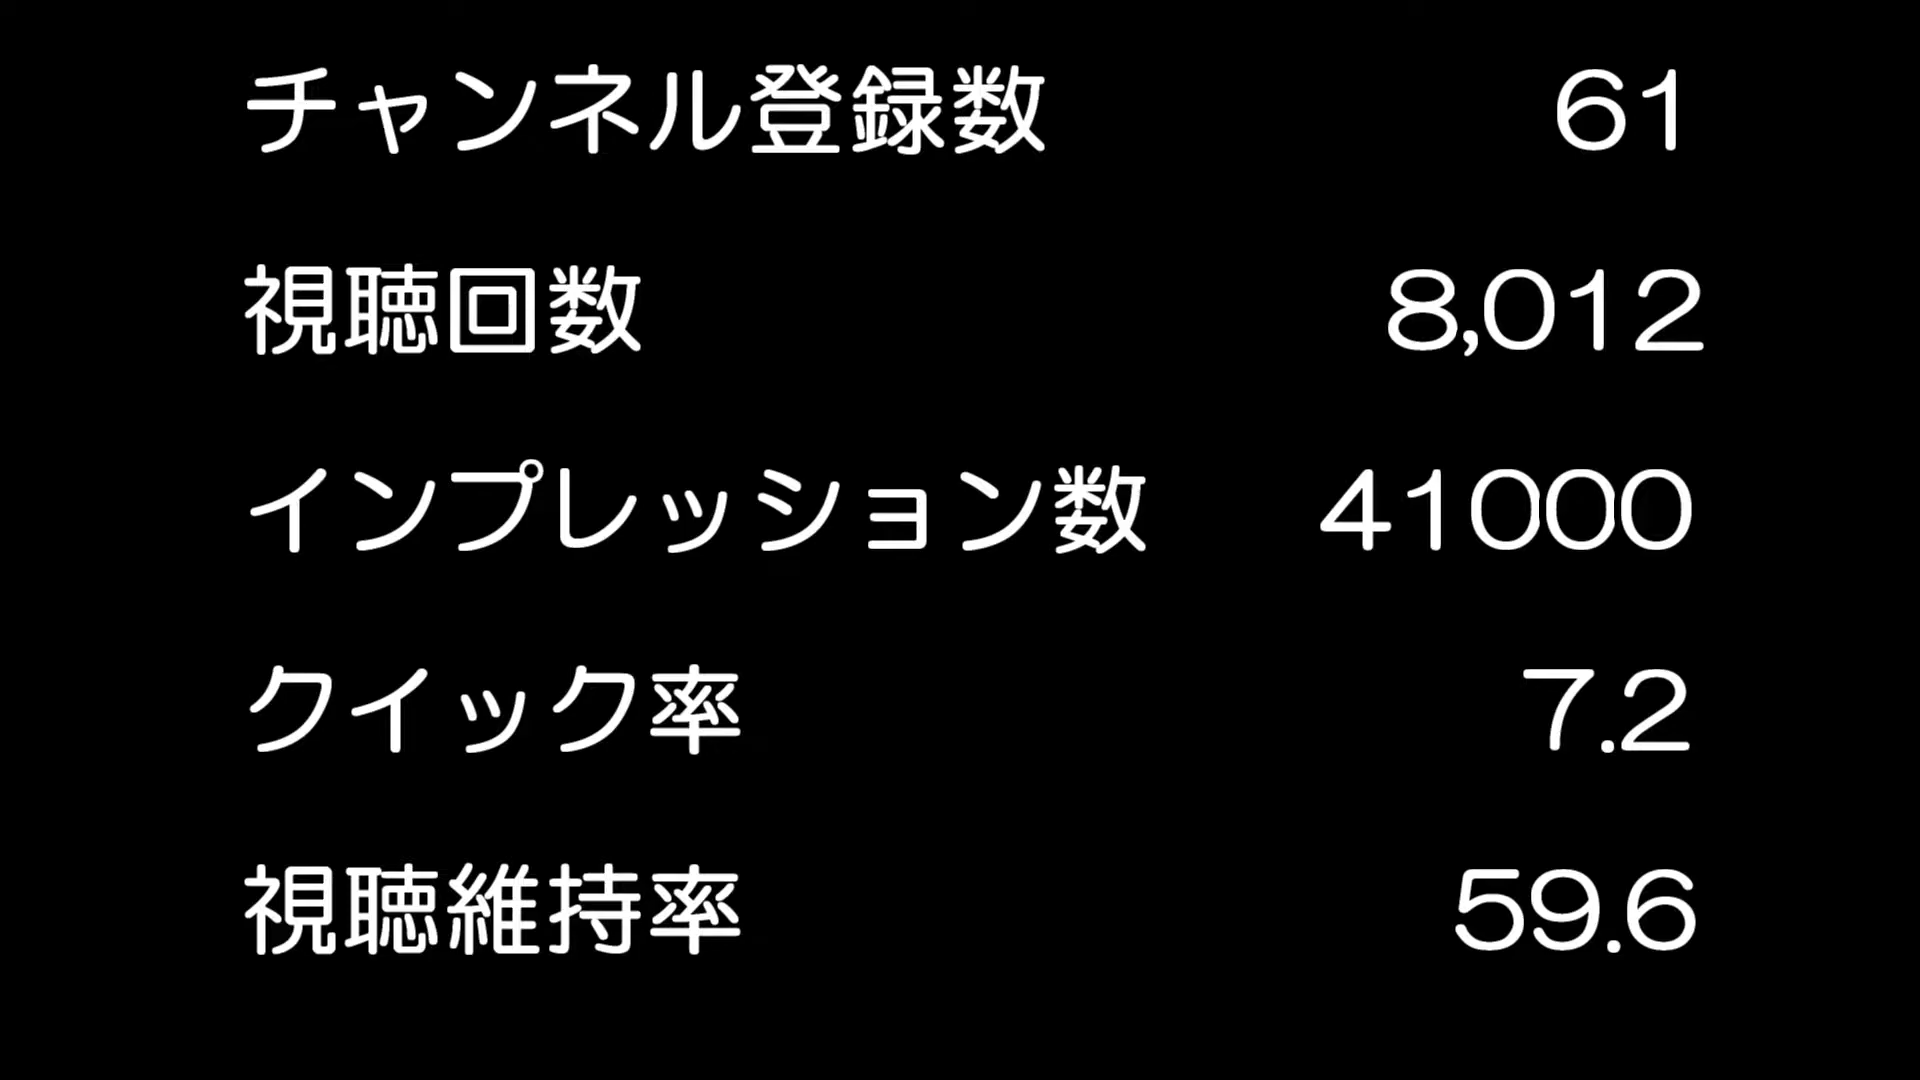 チャンネル登録数 61
視聴回数 8,012
インプレッション数 41000
クイック率 7.2
視聴維持率 59.6